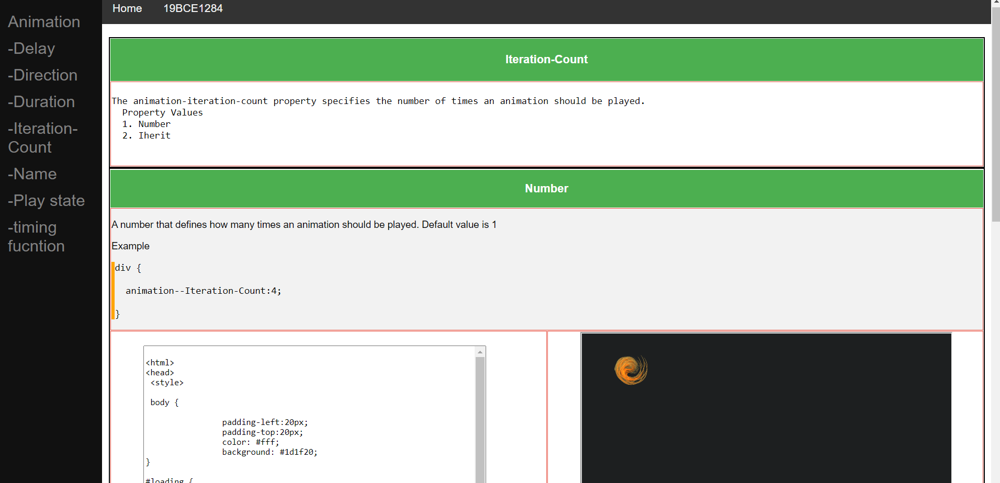 Home 19BCE1284
Animation
-Delay
-Direction
-Duration
-Iteration-
Count
-Name
-Play state
-timing
fucntion
Iteration-Count
The animation-iteration-count property specifies the number of times an animation should be played.
Property Values
1. Number
2. Iherit
Number
A number that defines how many times an animation should be played. Default value is 1
Example
div {
animation--Iteration-Count:4;
}
<html>
<head>
<style>
body {
padding-left:20px;
padding-top:20px;
color: #fff;
background: #1d1f20;
}
#loading {